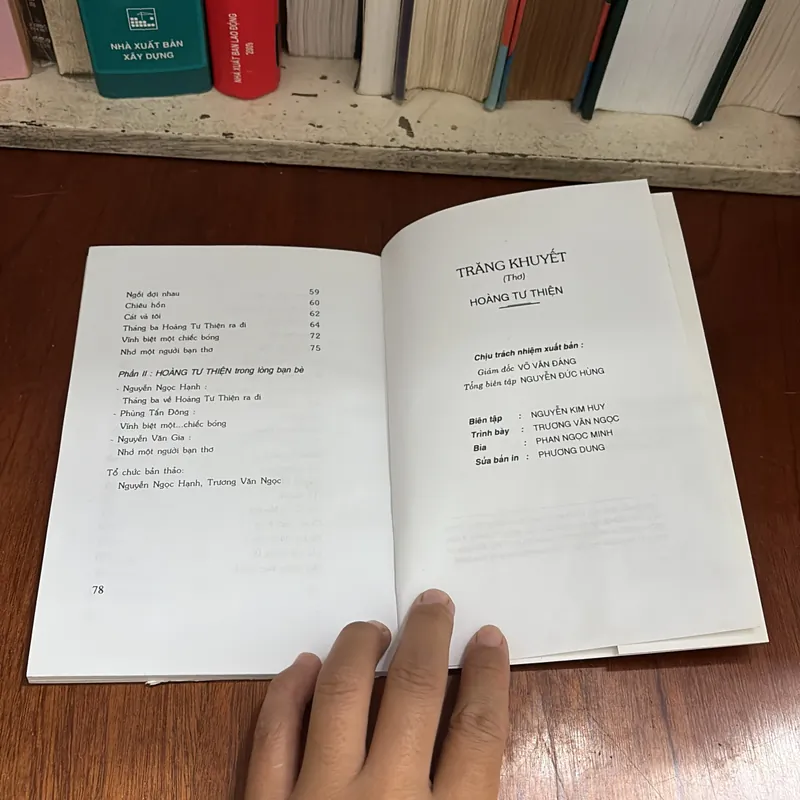 NHÀ XUẤT BẢN
XÂY DỰNG
NHÀ XUẤT BẢN LAO ĐỘNG
2009
Ngồi đợi nhau 59
Chiêu hồn 60
Cát và tôi 62
Tháng ba Hoàng Tư Thiện ra đi 64
Vĩnh biệt một chiếc bóng 72
Nhớ một người bạn thơ 75
Phần II : HOÀNG TƯ THIỆN trong lòng bạn bè
- Nguyễn Ngọc Hạnh :
Tháng ba về Hoàng Tư Thiện ra đi
- Phùng Tấn Đông :
Vĩnh biệt một...chiếc bóng
- Nguyễn Văn Gia :
Nhớ một người bạn thơ
Tổ chức bản thảo:
Nguyễn Ngọc Hạnh, Trương Văn Ngọc
78
TRĂNG KHUYẾT
(Thơ)
HOÀNG TƯ THIỆN
Chịu trách nhiệm xuất bản :
Giám đốc VÕ VĂN ĐÁNG
Tổng biên tập NGUYỄN ĐỨC HÙNG
Biên tập : NGUYỄN KIM HUY
Trình bày : TRƯƠNG VĂN NGỌC
Bìa : PHAN NGỌC MINH
Sửa bản in : PHƯƠNG DUNG